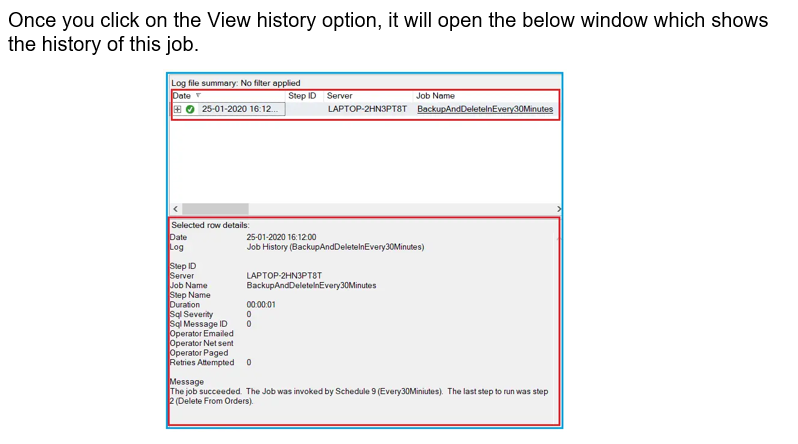 Once you click on the View history option, it will open the below window which shows
the history of this job.
Log file summary: No filter applied
Date Step ID Server Job Name
25-01-2020 16:12... LAPTOP-2HN3PT8T BackupAndDeleteInEvery30Minutes
Selected row details:
Date 25-01-2020 16:12:00
Log Job History (BackupAndDeleteInEvery30Minutes)
Step ID
Server LAPTOP-2HN3PT8T
Job Name BackupAndDeleteInEvery30Minutes
Step Name
Duration 00:00:01
Sql Severity 0
Sql Message ID 0
Operator Emailed
Operator Net sent
Operator Paged
Retries Attempted 0
Message
The job succeeded. The Job was invoked by Schedule 9 (Every30Miniutes). The last step to run was step
2 (Delete From Orders).